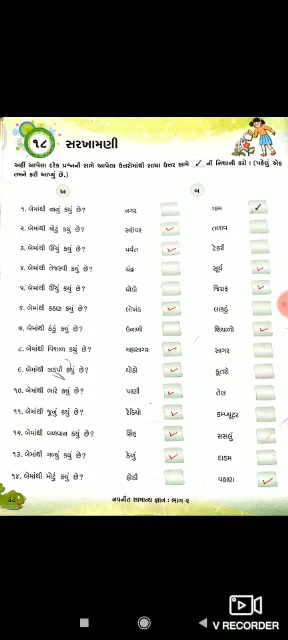 ૧૮ સરખામણી
અહીં આપેલા દરેક પ્રશ્નની સામે આપેલા ઉત્તરોમાંથી સાચા ઉત્તર સામે ✓ ની નિશાની કરો : (પહેલું એક
તમને કરી આપ્યું છે.)
અ બ
૧. બેમાંથી નાનું કયું છે? નગર ગામ ✓
૨. બેમાંથી મોટું કયું છે? સરોવર ✓ તળાવ
૩. બેમાંથી ઊંચું કયું છે? પર્વત ✓ ટેકરી
૪. બેમાંથી તેજસ્વી કયું છે? ચંદ્ર સૂર્ય ✓
૫. બેમાંથી ઊંચું કયું છે? ઘોડો જિરાફ ✓
૬. બેમાંથી કઠણ કયું છે? લોખંડ ✓ લાકડું
૭. બેમાંથી ઠંડું કયું છે? ઉનાળો શિયાળો ✓
૮. બેમાંથી વિશાળ કયું છે? મહાસાગર ✓ સાગર
૯. બેમાંથી ઝડપી કયું છે? ઘોડો ✓ કૂતરો
૧૦. બેમાંથી ભારે કયું છે? પાણી ✓ તેલ
૧૧. બેમાંથી જૂનું કયું છે? રેડિયો ✓ કમ્પ્યૂટર
૧૨. બેમાંથી બળવાન કયું છે? સિંહ ✓ સસલું
૧૩. બેમાંથી ગળ્યું કયું છે? કેળું ✓ દાડમ
૧૪. બેમાંથી મોટું કયું છે? હોડી વહાણ ✓
નવનીત સામાન્ય જ્ઞાન : ભાગ-૨
V RECORDER